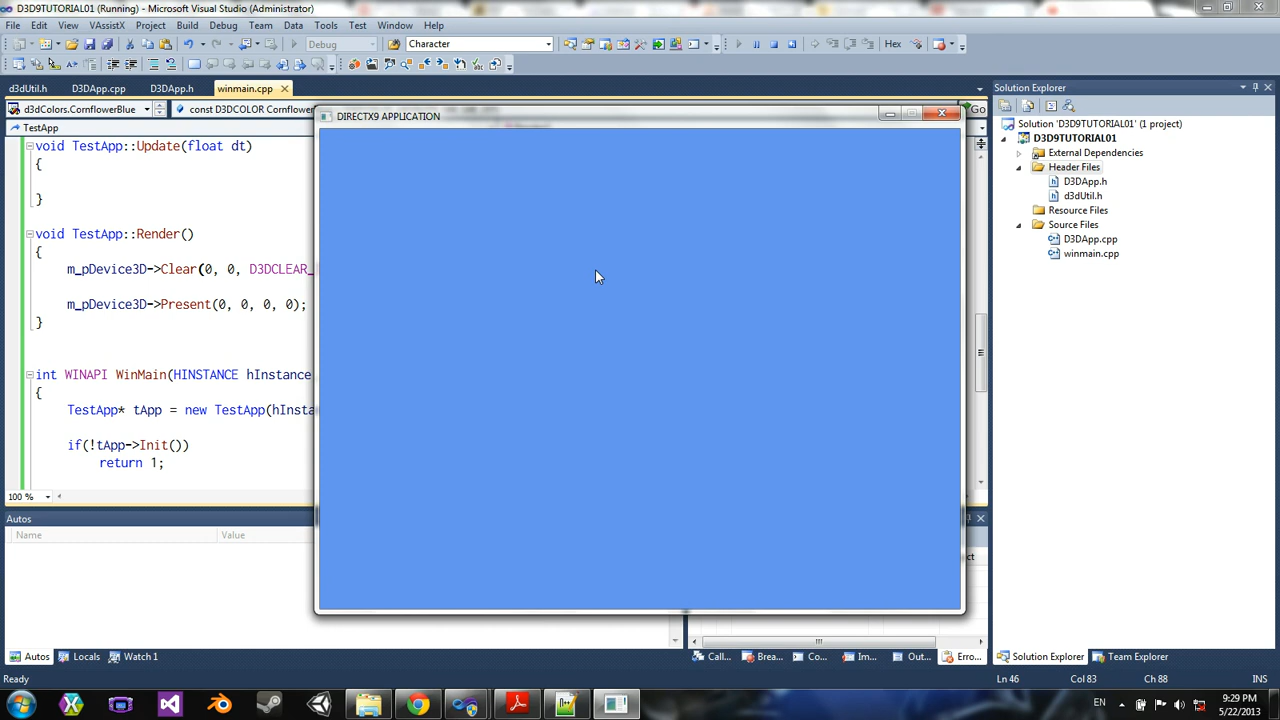 D3D9TUTORIAL01 (Running) - Microsoft Visual Studio (Administrator)
File Edit View VAssistX Project Build Debug Team Data Tools Test Window Help
Debug Character Hex
d3dUtil.h D3DApp.cpp D3DApp.h winmain.cpp
d3dColors.CornflowerBlue const D3DCOLOR Cornflower Go
TestApp
void TestApp::Update(float dt)
{
}
void TestApp::Render()
{
m_pDevice3D->Clear(0, 0, D3DCLEAR_
m_pDevice3D->Present(0, 0, 0, 0);
}
int WINAPI WinMain(HINSTANCE hInstance
{
TestApp* tApp = new TestApp(hInsta
if(!tApp->Init())
return 1;
100 %
DIRECTX9 APPLICATION
Solution Explorer
Solution 'D3D9TUTORIAL01' (1 project)
D3D9TUTORIAL01
External Dependencies
Header Files
D3DApp.h
d3dUtil.h
Resource Files
Source Files
D3DApp.cpp
winmain.cpp
Autos
Name Value
Autos Locals Watch 1
Call... Brea... Co... Im... Out... Erro...
Solution Explorer Team Explorer
Ready Ln 46 Col 83 Ch 88 INS
EN 9:29 PM
5/22/2013